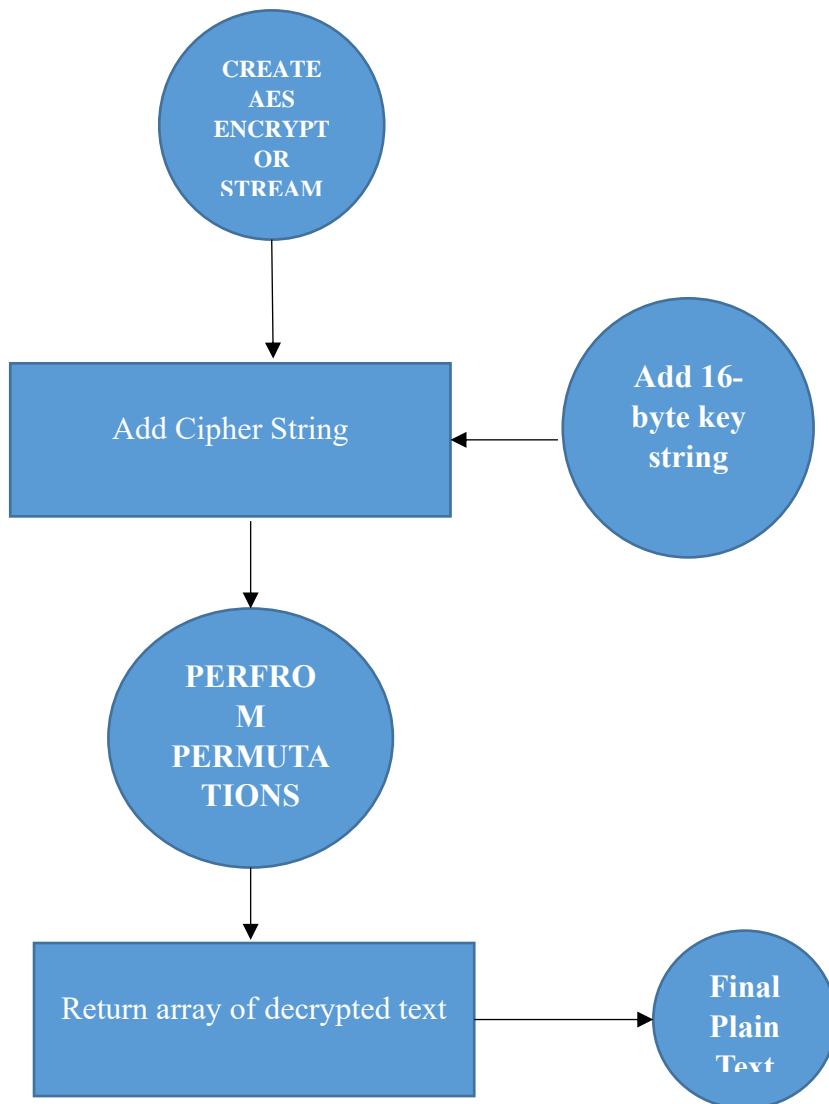 CREATE
AES
ENCRYPT
OR
STREAM
Add 16-
byte key
string
Add Cipher String
PERFRO
M
PERMUTA
TIONS
Return array of decrypted text
Final
Plain
Text